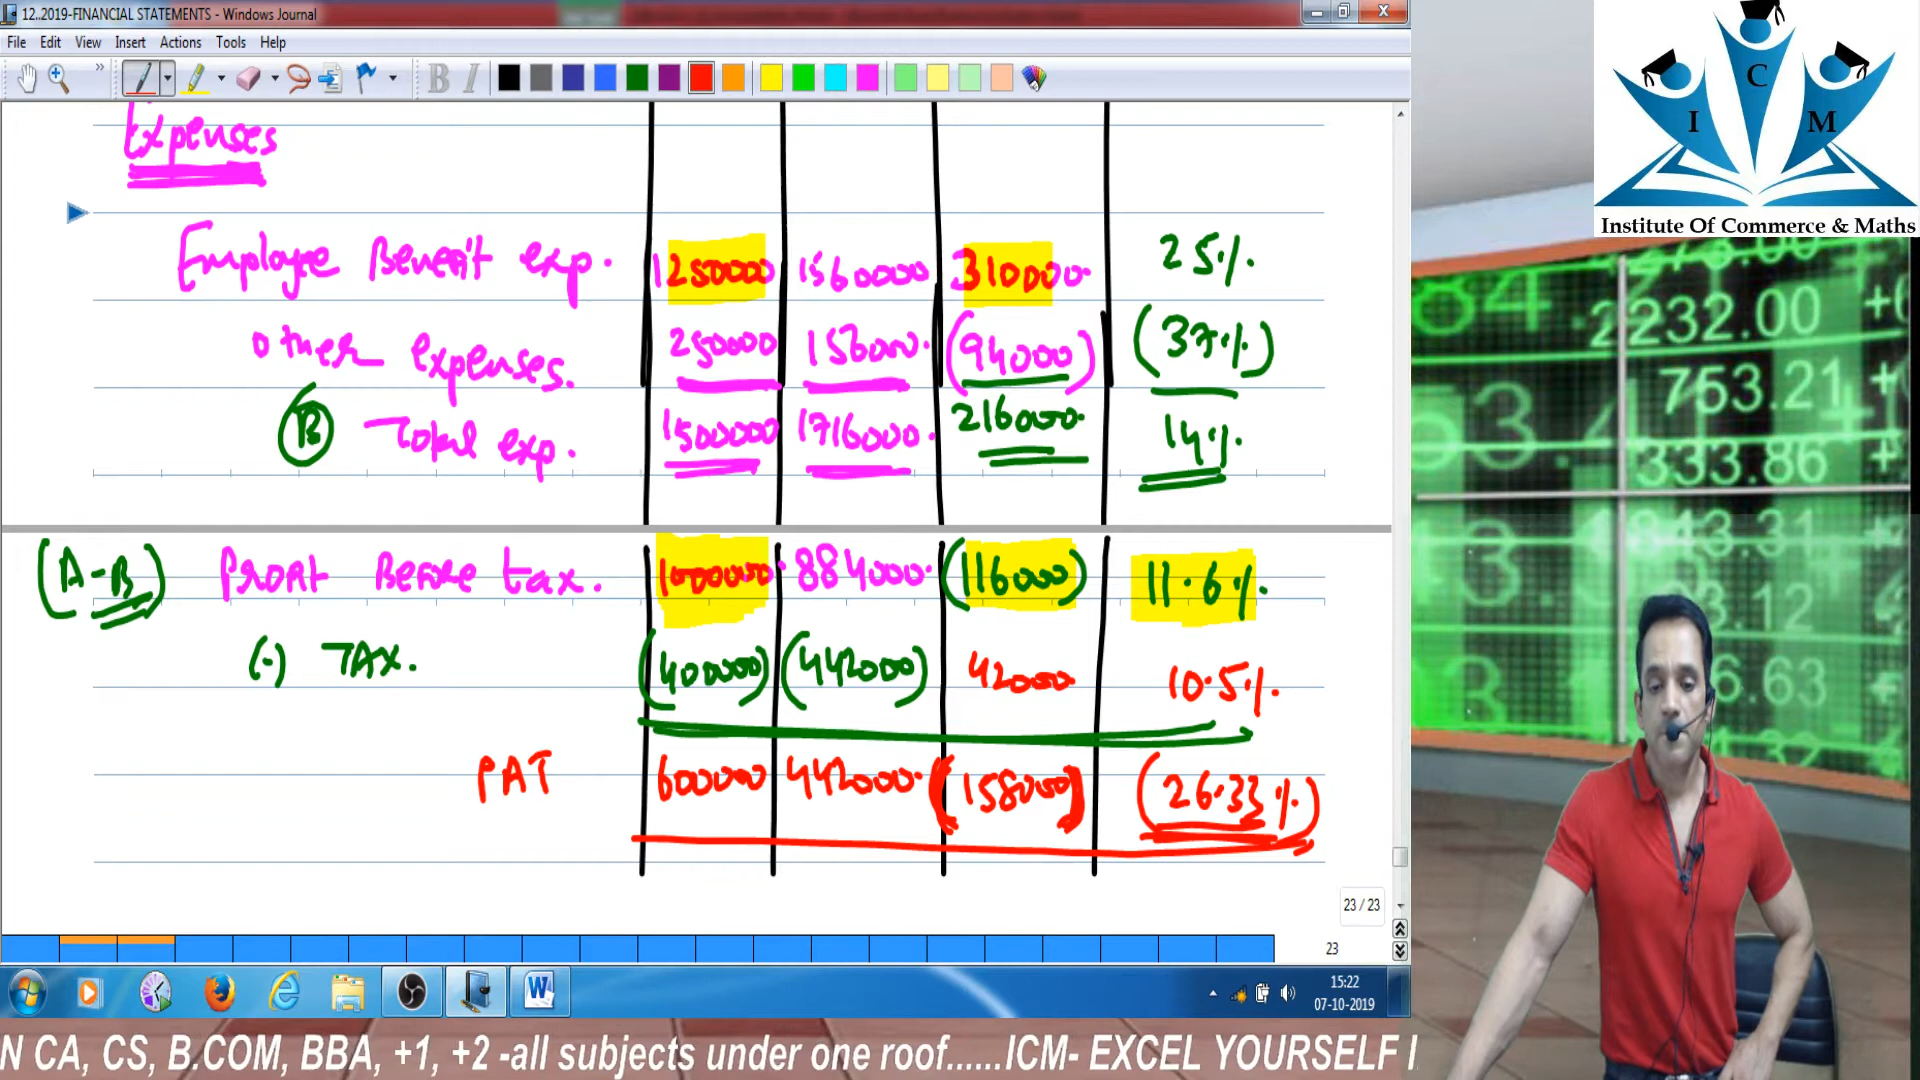 12..2019-FINANCIAL STATEMENTS - Windows Journal
File Edit View Insert Actions Tools Help
B I
Expenses
Employee Benefit exp. 1250000 1560000 310000 25%.
other expenses. 250000 156000. (94000) (37%)
B Total exp. 1500000 1716000. 216000. 14%.
(A-B) Profit Before tax. 1000000 884000. (116000) 11.6%.
(-) TAX. (400000) (442000) 42000. 10.5%.
PAT 600000 442000. (158000) (26.33%)
23 / 23
23
15:22
07-10-2019
I C M
Institute Of Commerce & Maths
2232.00
753.21
333.86
N CA, CS, B.COM, BBA, +1, +2 -all subjects under one roof......ICM- EXCEL YOURSELF I